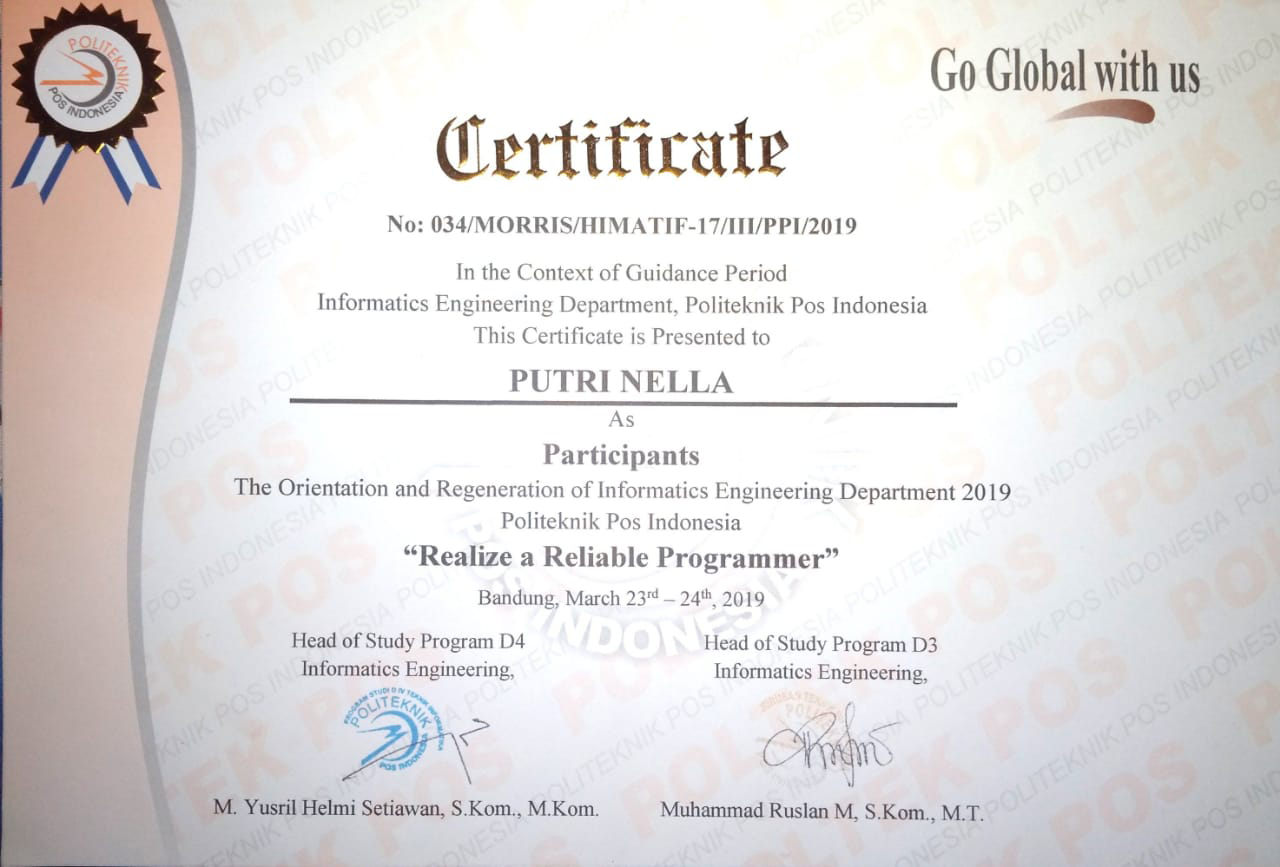 POLITEKNIK
POS INDONESIA
Go Global with us
Certificate
No: 034/MORRIS/HIMATIF-17/III/PPI/2019
In the Context of Guidance Period
Informatics Engineering Department, Politeknik Pos Indonesia
This Certificate is Presented to
PUTRI NELLA
As
Participants
The Orientation and Regeneration of Informatics Engineering Department 2019
Politeknik Pos Indonesia
“Realize a Reliable Programmer”
Bandung, March 23rd – 24th, 2019
Head of Study Program D4
Informatics Engineering,
Head of Study Program D3
Informatics Engineering,
POLITEKNIK
POS INDONESIA
M. Yusril Helmi Setiawan, S.Kom., M.Kom.
Muhammad Ruslan M, S.Kom., M.T.